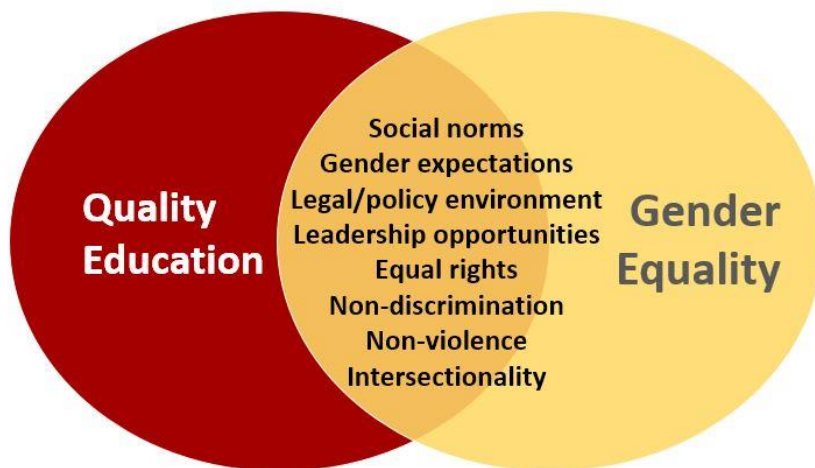 Quality
Education
Social norms
Gender expectations
Legal/policy environment
Leadership opportunities
Equal rights
Non-discrimination
Non-violence
Intersectionality
Gender
Equality